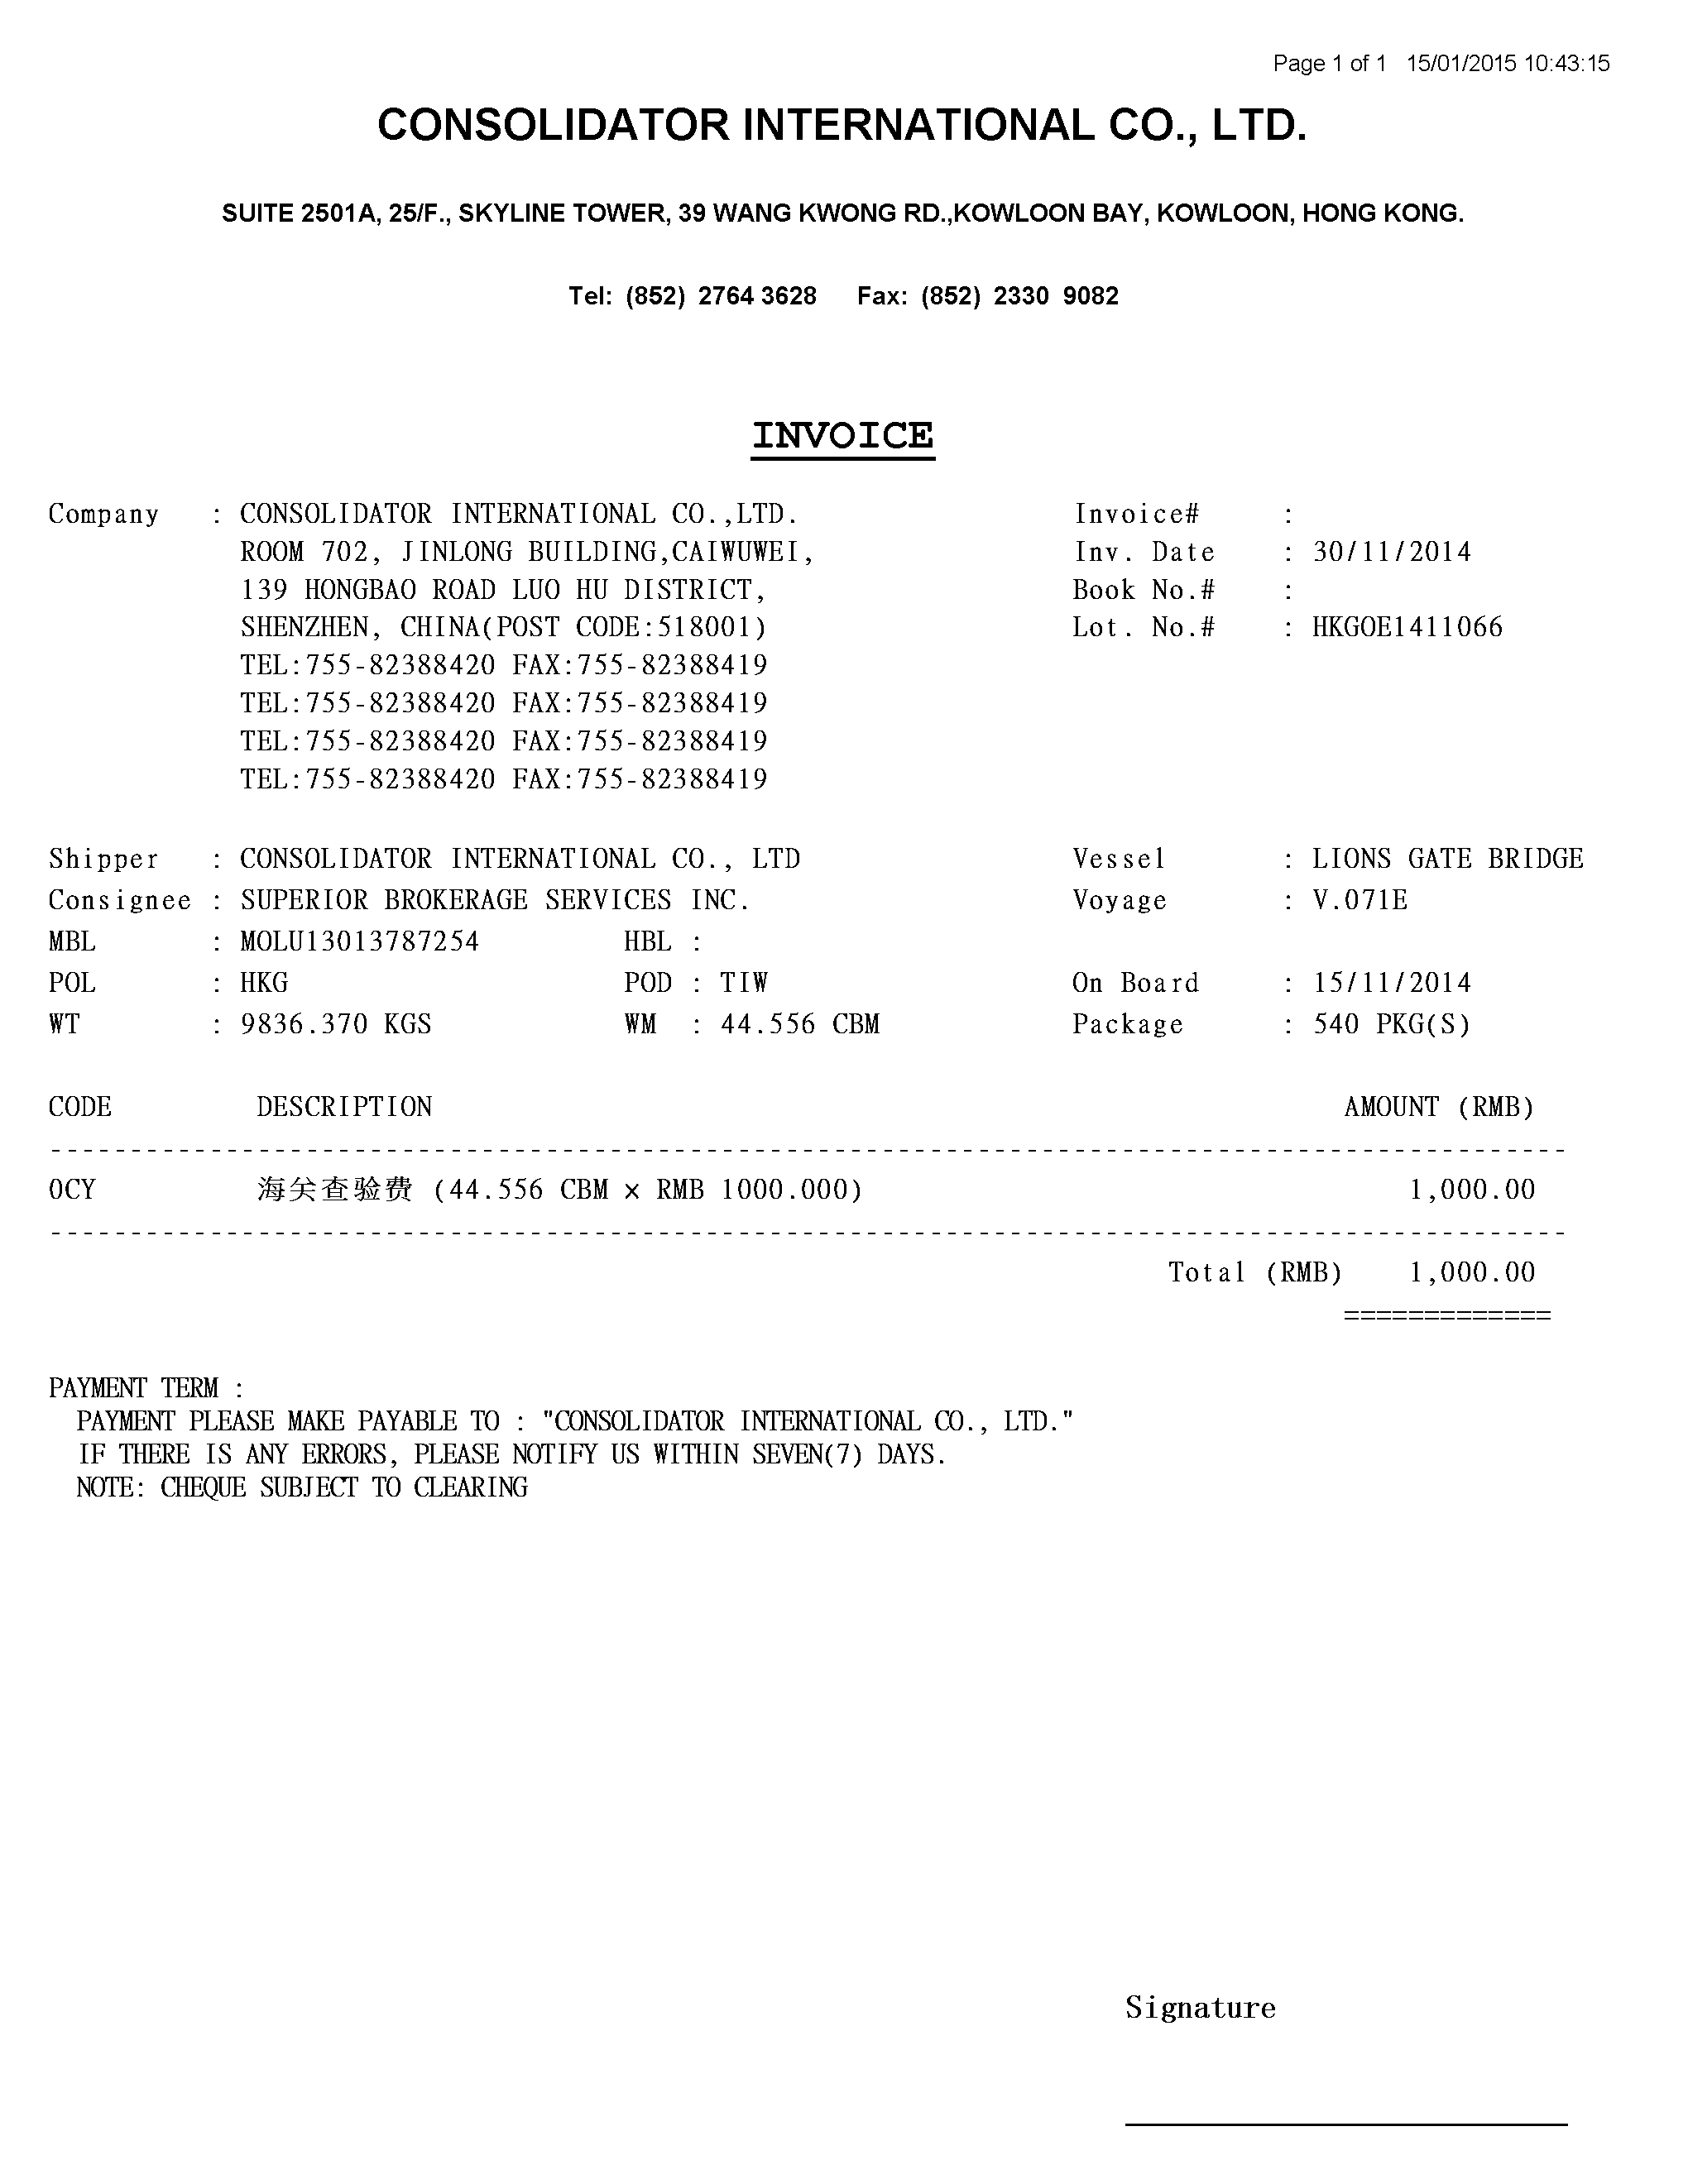 Page 1 of 1 15/01/2015 10:43:15
CONSOLIDATOR INTERNATIONAL CO., LTD.
SUITE 2501A, 25/F., SKYLINE TOWER, 39 WANG KWONG RD.,KOWLOON BAY, KOWLOON, HONG KONG.
Tel: (852) 2764 3628 Fax: (852) 2330 9082
INVOICE
Company : CONSOLIDATOR INTERNATIONAL CO.,LTD. Invoice# :
ROOM 702, JINLONG BUILDING,CAIWUWEI, Inv. Date : 30/11/2014
139 HONGBAO ROAD LUO HU DISTRICT, Book No.# :
SHENZHEN, CHINA(POST CODE:518001) Lot. No.# : HKGOE1411066
TEL:755-82388420 FAX:755-82388419
TEL:755-82388420 FAX:755-82388419
TEL:755-82388420 FAX:755-82388419
TEL:755-82388420 FAX:755-82388419
Shipper : CONSOLIDATOR INTERNATIONAL CO., LTD Vessel : LIONS GATE BRIDGE
Consignee : SUPERIOR BROKERAGE SERVICES INC. Voyage : V.071E
MBL : MOLU13013787254 HBL :
POL : HKG POD : TIW On Board : 15/11/2014
WT : 9836.370 KGS WM : 44.556 CBM Package : 540 PKG(S)
CODE DESCRIPTION AMOUNT (RMB)
OCY 海关查验费 (44.556 CBM × RMB 1000.000) 1,000.00
Total (RMB) 1,000.00
=============
PAYMENT TERM :
PAYMENT PLEASE MAKE PAYABLE TO : "CONSOLIDATOR INTERNATIONAL CO., LTD."
IF THERE IS ANY ERRORS, PLEASE NOTIFY US WITHIN SEVEN(7) DAYS.
NOTE: CHEQUE SUBJECT TO CLEARING
Signature